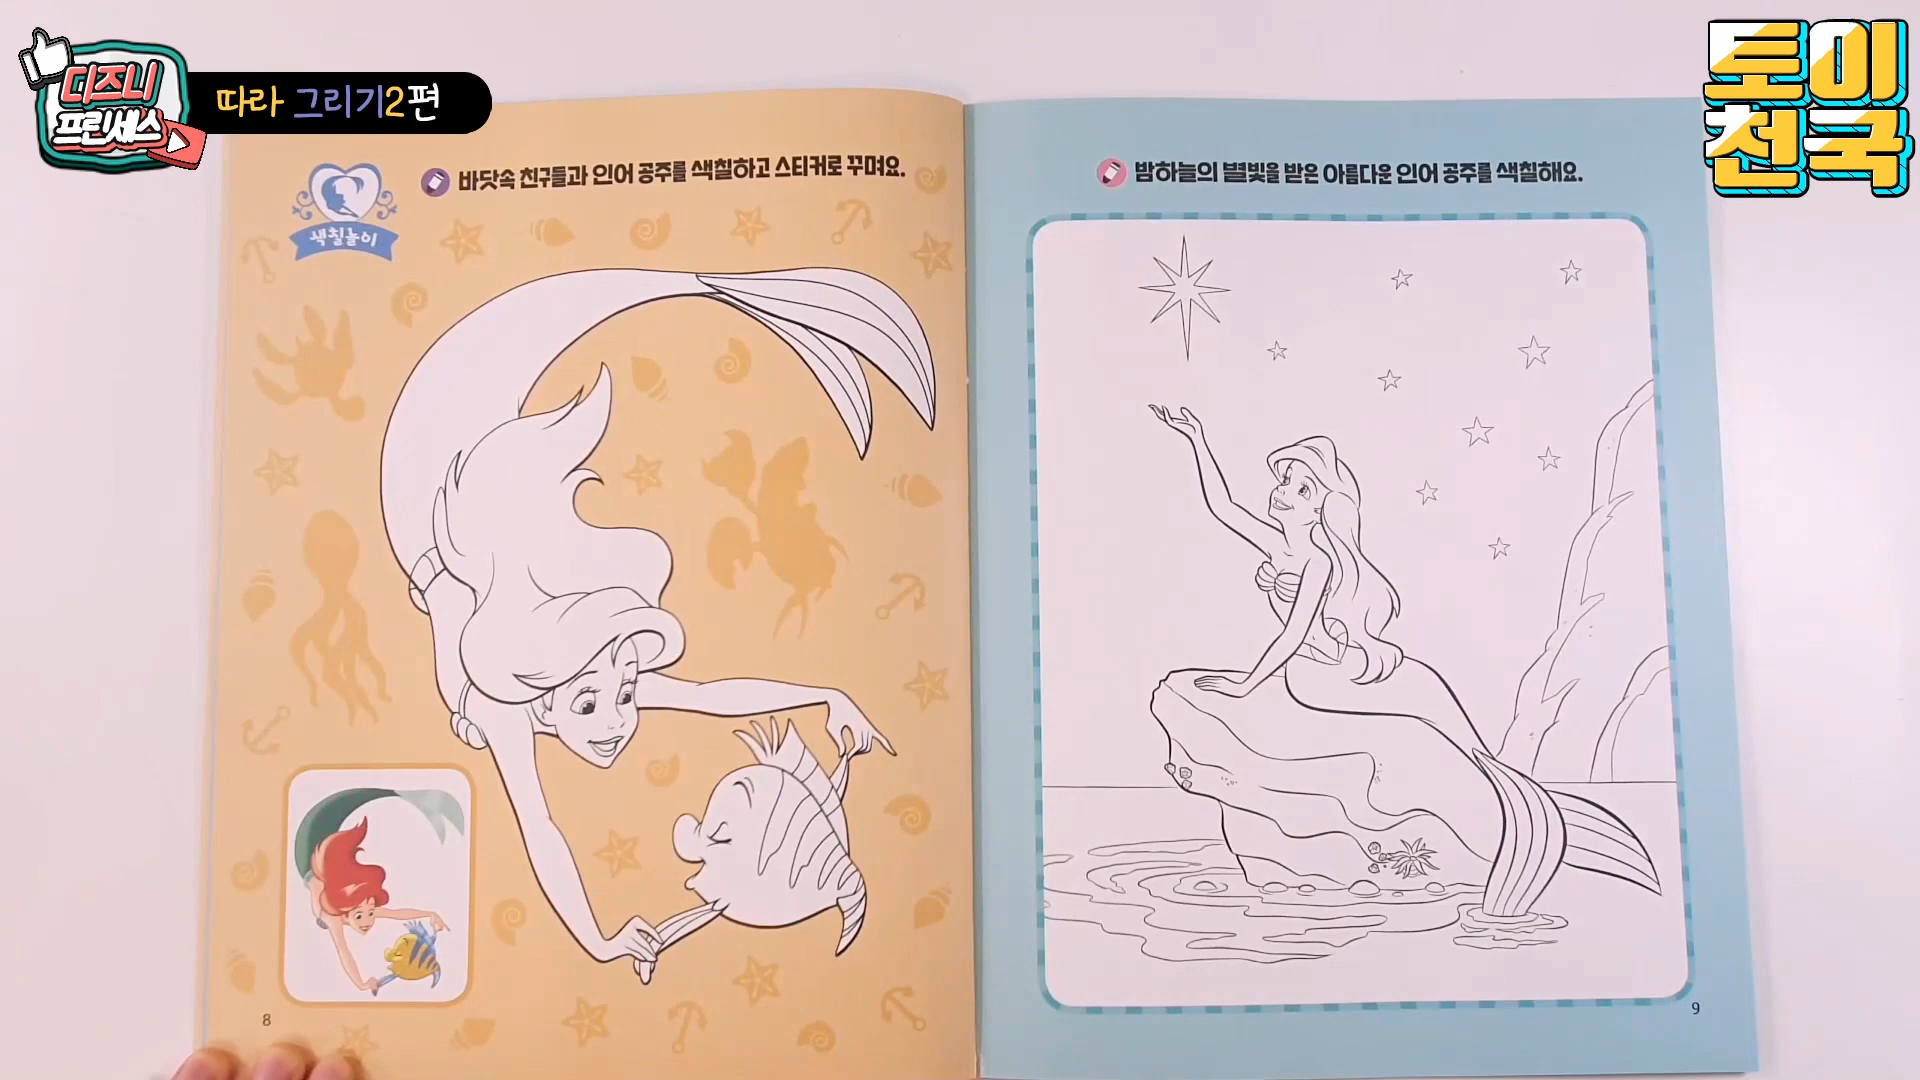 디즈니
프린세스
따라 그리기2편
토이
천국
색칠놀이
바닷속 친구들과 인어 공주를 색칠하고 스티커로 꾸며요.
밤하늘의 별빛을 받은 아름다운 인어 공주를 색칠해요.
8
9